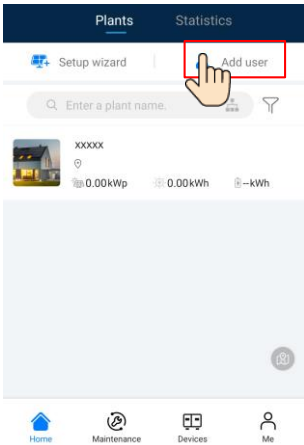 Plants Statistics
Setup wizard Add user
Enter a plant name.
xxxxx
0.00kWp 0.00kWh --kWh
Home Maintenance Devices Me